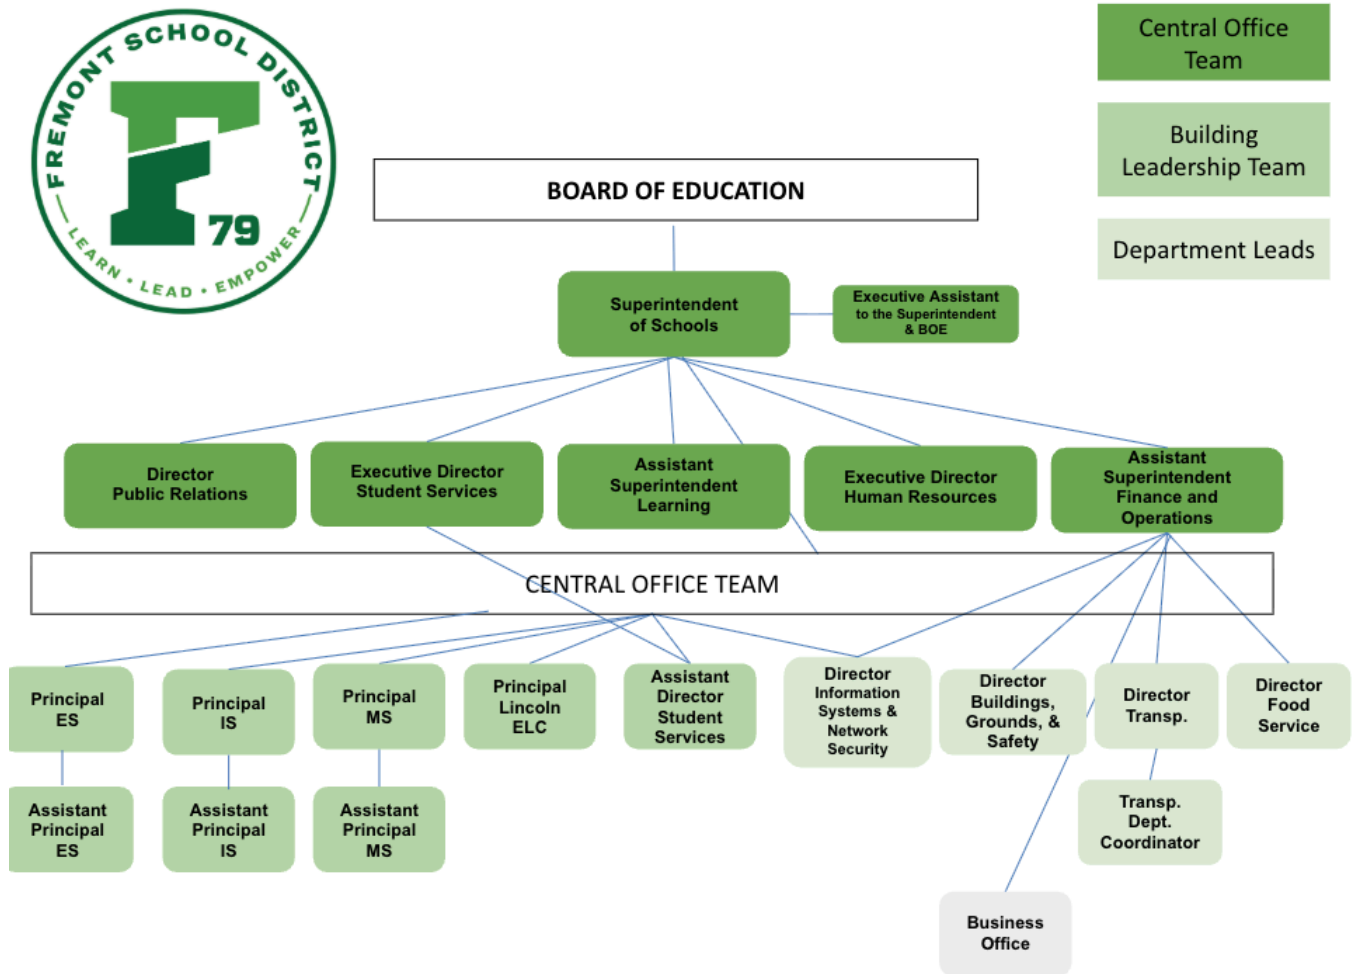 FREMONT SCHOOL DISTRICT
79
LEARN • LEAD • EMPOWER
Central Office
Team
Building
Leadership Team
Department Leads
BOARD OF EDUCATION
Superintendent
of Schools
Executive Assistant
to the Superintendent
& BOE
Director
Public Relations
Executive Director
Student Services
Assistant
Superintendent
Learning
Executive Director
Human Resources
Assistant
Superintendent
Finance and
Operations
CENTRAL OFFICE TEAM
Principal
ES
Principal
IS
Principal
MS
Principal
Lincoln
ELC
Assistant
Director
Student
Services
Director
Information
Systems &
Network
Security
Director
Buildings,
Grounds, &
Safety
Director
Transp.
Director
Food
Service
Assistant
Principal
ES
Assistant
Principal
IS
Assistant
Principal
MS
Transp.
Dept.
Coordinator
Business
Office